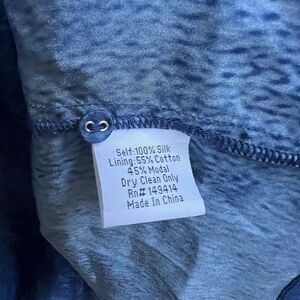 Self:100% Silk
Lining:55% Cotton
45% Modal
Dry Clean Only
Rn# 149414
Made In China